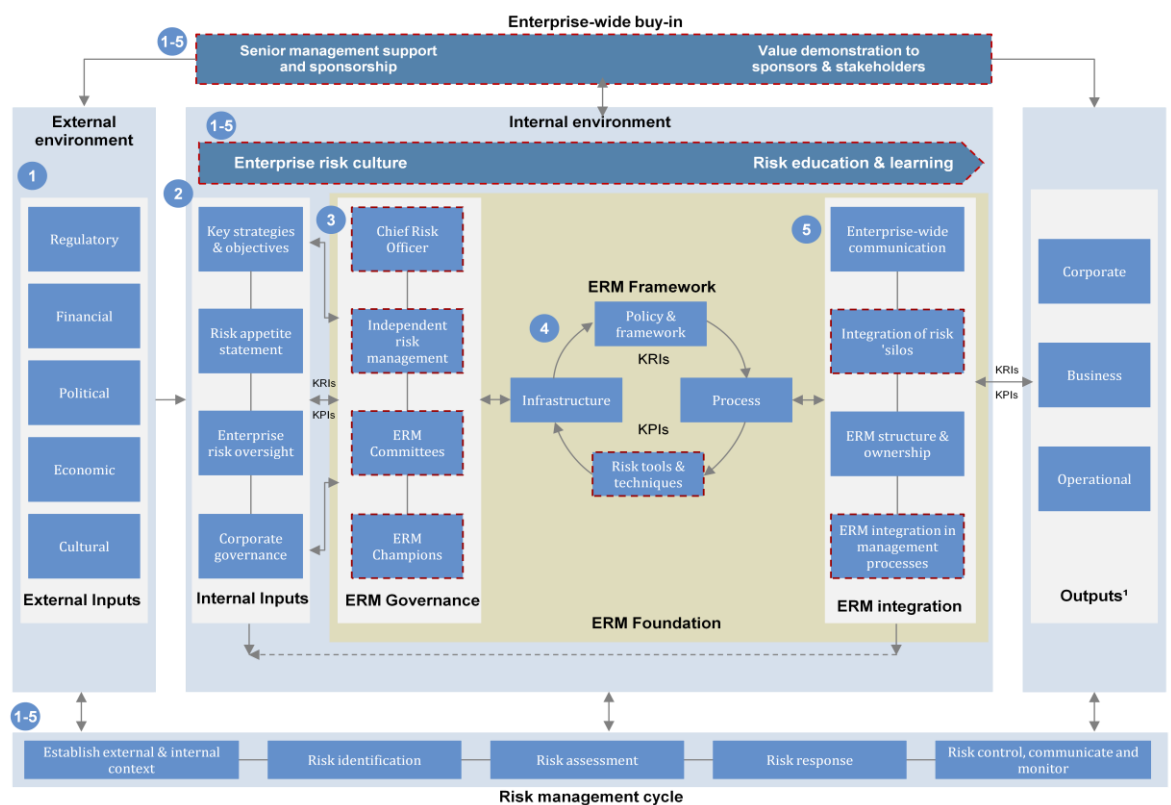 Enterprise-wide buy-in
1-5
Senior management support
and sponsorship
Value demonstration to
sponsors & stakeholders
External
environment
1
Regulatory
Financial
Political
Economic
Cultural
External Inputs
Internal environment
1-5
Enterprise risk culture
Risk education & learning
2
Key strategies
& objectives
Risk appetite
statement
Enterprise
risk oversight
Corporate
governance
Internal Inputs
KRIs
KPIs
3
Chief Risk
Officer
Independent
risk
management
ERM
Committees
ERM
Champions
ERM Governance
ERM Framework
4
Policy &
framework
KRIs
Infrastructure
Process
KPIs
Risk tools &
techniques
ERM Foundation
5
Enterprise-wide
communication
Integration of risk
'silos
ERM structure &
ownership
ERM integration in
management
processes
ERM integration
KRIs
KPIs
Corporate
Business
Operational
Outputs¹
1-5
Establish external & internal
context
Risk identification
Risk assessment
Risk response
Risk control, communicate and
monitor
Risk management cycle